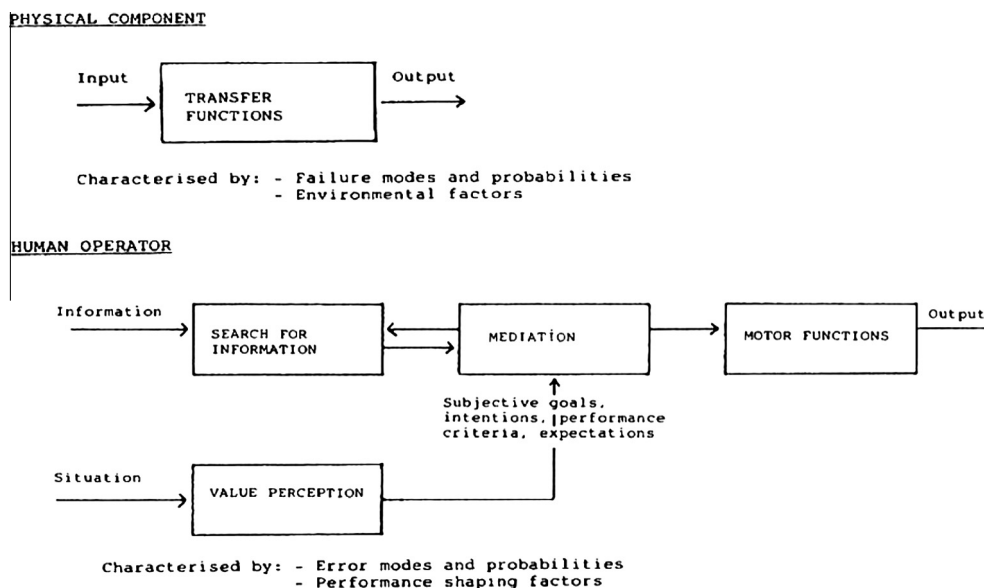 PHYSICAL COMPONENT
Input
Output
TRANSFER
FUNCTIONS
Characterised by: - Failure modes and probabilities
- Environmental factors
HUMAN OPERATOR
Information
SEARCH FOR
INFORMATION
MEDIATION
MOTOR FUNCTIONS
Output
Subjective goals,
intentions, performance
criteria, expectations
Situation
VALUE PERCEPTION
Characterised by: - Error modes and probabilities
- Performance shaping factors